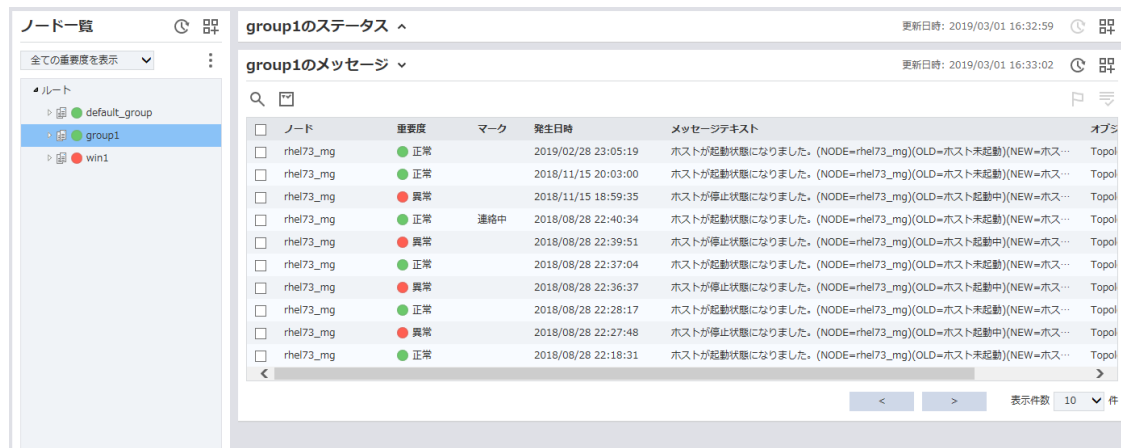 ノード一覧
全ての重要度を表示
ルート
default_group
group1
win1
group1のステータス
更新日時: 2019/03/01 16:32:59
group1のメッセージ
更新日時: 2019/03/01 16:33:02
ノード 重要度 マーク 発生日時 メッセージテキスト オブジ
rhel73_mg 正常 2019/02/28 23:05:19 ホストが起動状態になりました。(NODE=rhel73_mg)(OLD=ホスト未起動)(NEW=ホス… Topol
rhel73_mg 正常 2018/11/15 20:03:00 ホストが起動状態になりました。(NODE=rhel73_mg)(OLD=ホスト未起動)(NEW=ホス… Topol
rhel73_mg 異常 2018/11/15 18:59:35 ホストが停止状態になりました。(NODE=rhel73_mg)(OLD=ホスト起動中)(NEW=ホス… Topol
rhel73_mg 正常 連絡中 2018/08/28 22:40:34 ホストが起動状態になりました。(NODE=rhel73_mg)(OLD=ホスト未起動)(NEW=ホス… Topol
rhel73_mg 異常 2018/08/28 22:39:51 ホストが停止状態になりました。(NODE=rhel73_mg)(OLD=ホスト起動中)(NEW=ホス… Topol
rhel73_mg 正常 2018/08/28 22:37:04 ホストが起動状態になりました。(NODE=rhel73_mg)(OLD=ホスト未起動)(NEW=ホス… Topol
rhel73_mg 異常 2018/08/28 22:36:37 ホストが停止状態になりました。(NODE=rhel73_mg)(OLD=ホスト起動中)(NEW=ホス… Topol
rhel73_mg 正常 2018/08/28 22:28:17 ホストが起動状態になりました。(NODE=rhel73_mg)(OLD=ホスト未起動)(NEW=ホス… Topol
rhel73_mg 異常 2018/08/28 22:27:48 ホストが停止状態になりました。(NODE=rhel73_mg)(OLD=ホスト起動中)(NEW=ホス… Topol
rhel73_mg 正常 2018/08/28 22:18:31 ホストが起動状態になりました。(NODE=rhel73_mg)(OLD=ホスト未起動)(NEW=ホス… Topol
< > 表示件数 10 件